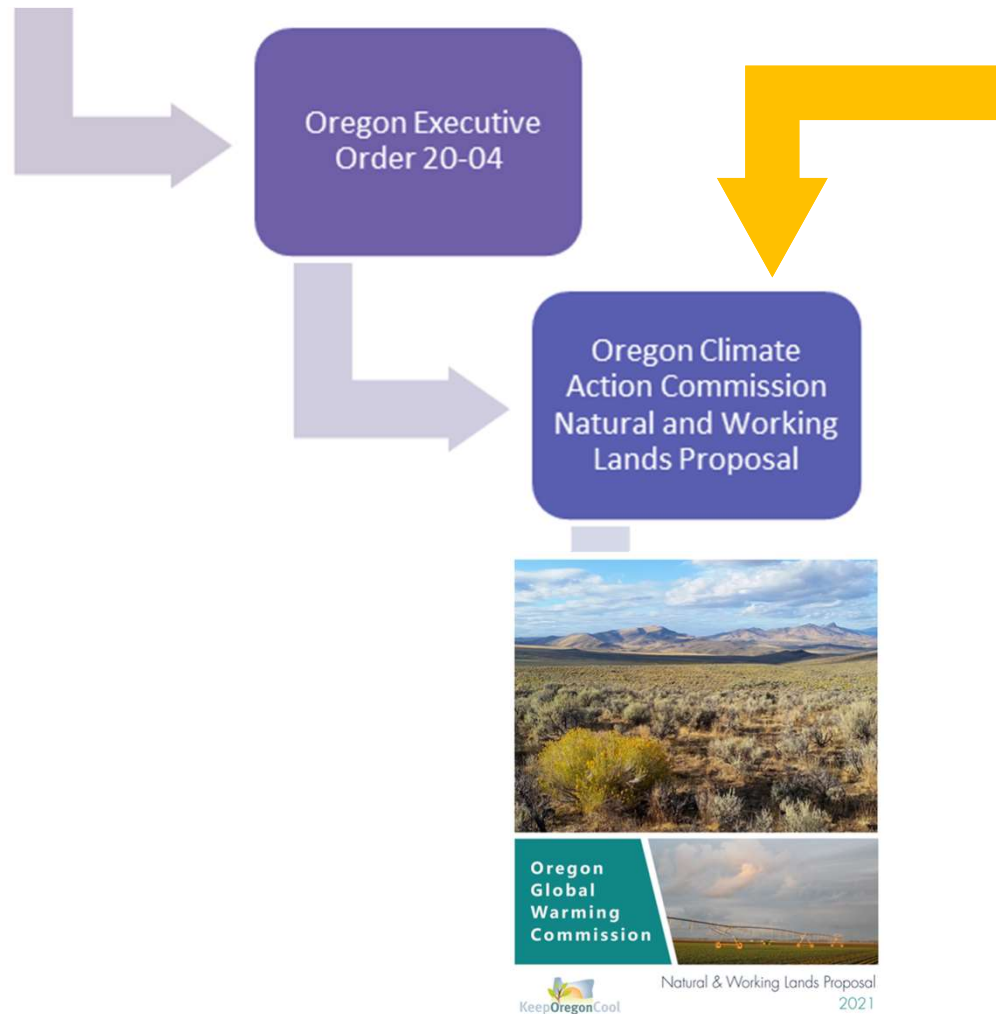 Oregon Executive
Order 20-04
Oregon Climate
Action Commission
Natural and Working
Lands Proposal
Oregon
Global
Warming
Commission
Natural & Working Lands Proposal
2021
KeepOregonCool